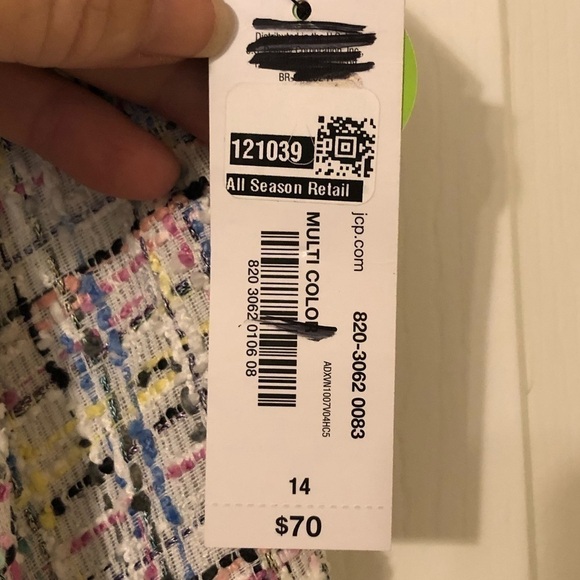 121039
All Season Retail
jcp.com
820-3062 0083
MULTI COLOR
820 3062 0106 08
ADXVN1007V04HC5
14
$70